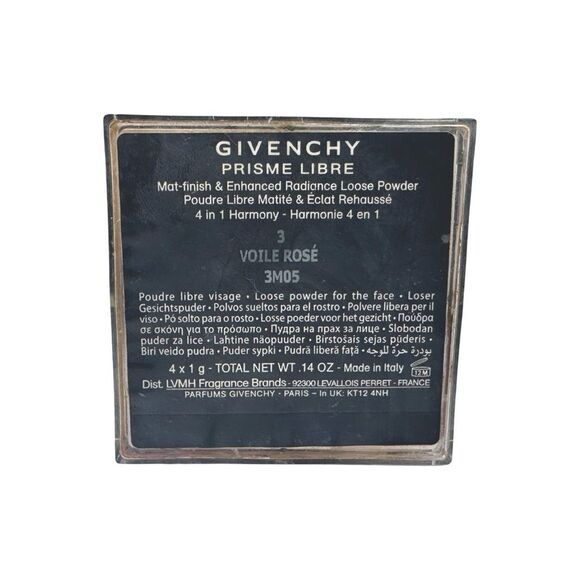 GIVENCHY
PRISME LIBRE
Mat-finish & Enhanced Radiance Loose Powder
Poudre Libre Matité & Éclat Rehaussé
4 in 1 Harmony - Harmonie 4 en 1
3
VOILE ROSÉ
3M05
Poudre libre visage • Loose powder for the face • Loser
Gesichtspuder • Polvos sueltos para el rostro • Polvere libera per il
viso • Pó solto para o rosto • Losse poeder voor het gezicht • Πούδρα
σε σκόνη για το πρόσωπο • Пудра на прах за лице • Slobodan
puder za lice • Lahtine näopuuder • Birstošais sejas pūderis •
Biri veido pudra • Puder sypki • Pudră liberă față • بودرة حرّة للوجه
4 x 1 g - TOTAL NET WT .14 OZ - Made in Italy
12 M
Dist. LVMH Fragrance Brands - 92300 LEVALLOIS PERRET - FRANCE
PARFUMS GIVENCHY - PARIS - In UK: KT12 4NH